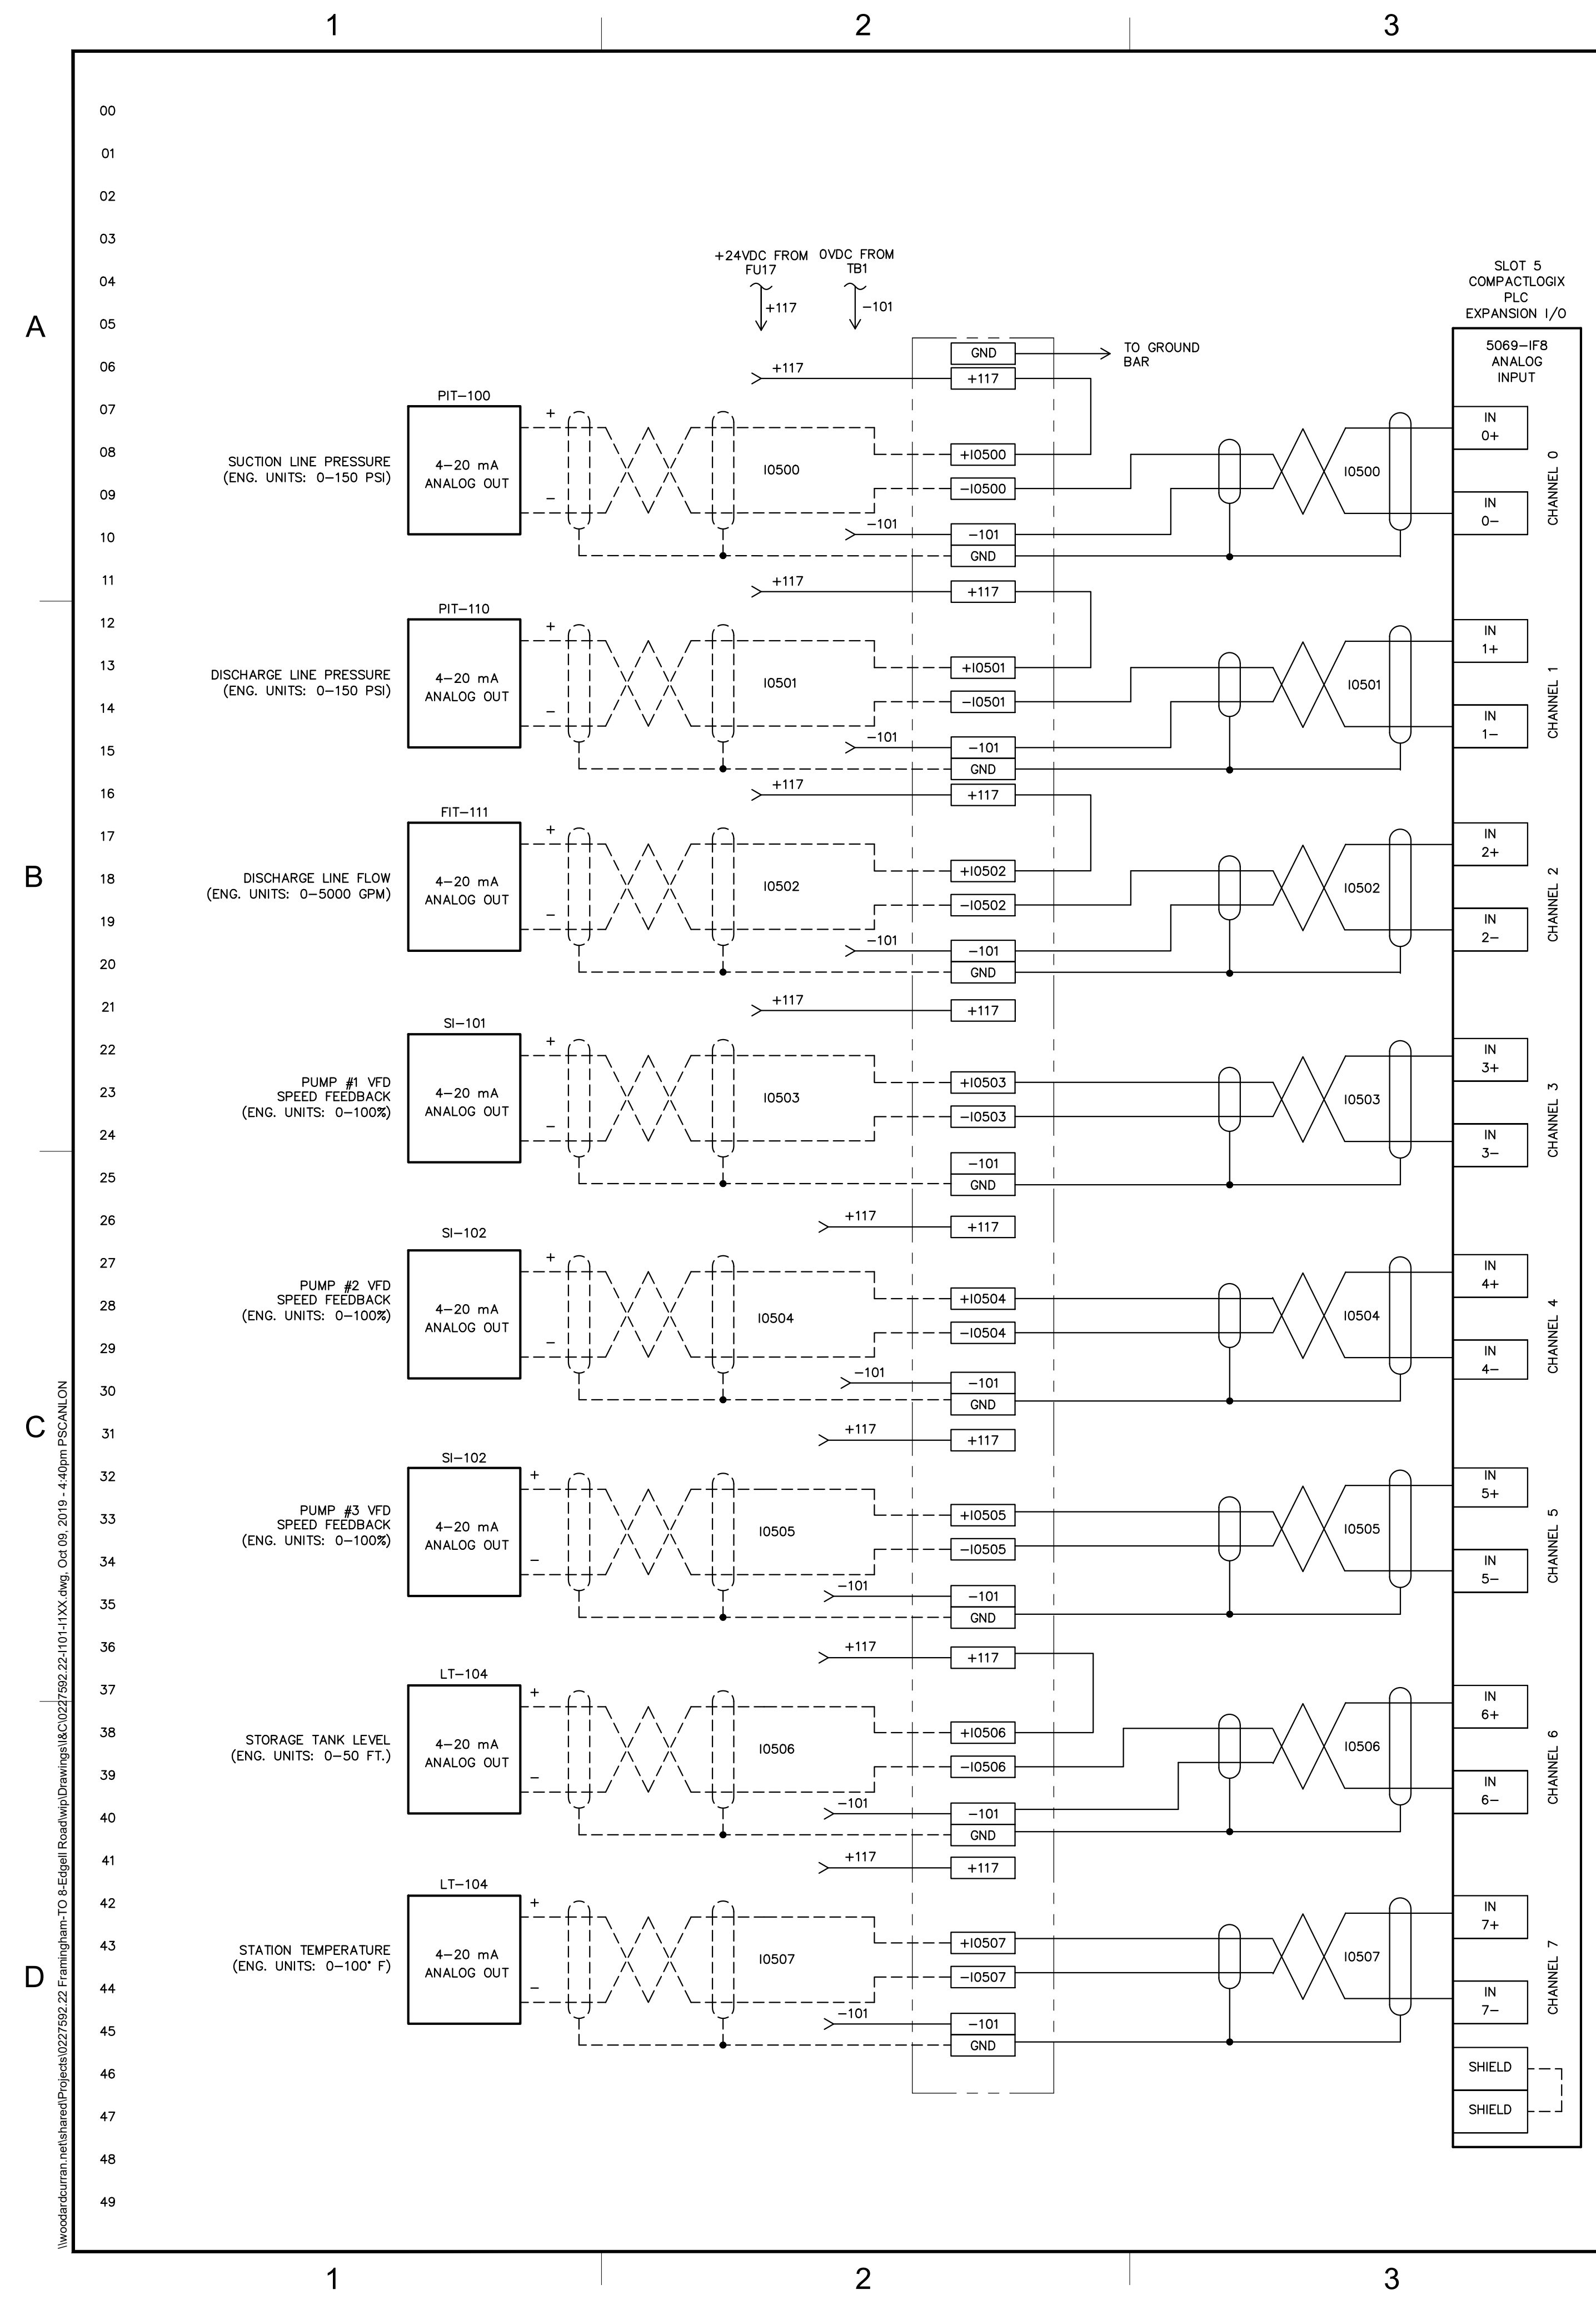 1 2 3
00
01
02
03
04
05
06
07
08
09
10
11
12
13
14
15
16
17
18
19
20
21
22
23
24
25
26
27
28
29
30
31
32
33
34
35
36
37
38
39
40
41
42
43
44
45
46
47
48
49
A
B
C
D
\\woodardcurran.net\shared\Projects\0227592.22 Framingham-TO 8-Edgell Road\wip\Drawings\I&C\0227592.22-I101-I1XX.dwg, Oct 09, 2019 - 4:40pm PSCANLON
+24VDC FROM
FU17
+117
0VDC FROM
TB1
-101
SLOT 5
COMPACTLOGIX
PLC
EXPANSION I/O
5069-IF8
ANALOG
INPUT
GND
TO GROUND
BAR
+117
+117
PIT-100
SUCTION LINE PRESSURE
(ENG. UNITS: 0-150 PSI)
4-20 mA
ANALOG OUT
+
-
I0500
+I0500
-I0500
-101
-101
GND
I0500
IN
0+
IN
0-
CHANNEL 0
+117
+117
PIT-110
DISCHARGE LINE PRESSURE
(ENG. UNITS: 0-150 PSI)
4-20 mA
ANALOG OUT
+
-
I0501
+I0501
-I0501
-101
-101
GND
I0501
IN
1+
IN
1-
CHANNEL 1
+117
+117
FIT-111
DISCHARGE LINE FLOW
(ENG. UNITS: 0-5000 GPM)
4-20 mA
ANALOG OUT
+
-
I0502
+I0502
-I0502
-101
-101
GND
I0502
IN
2+
IN
2-
CHANNEL 2
+117
+117
SI-101
PUMP #1 VFD
SPEED FEEDBACK
(ENG. UNITS: 0-100%)
4-20 mA
ANALOG OUT
+
-
I0503
+I0503
-I0503
-101
GND
I0503
IN
3+
IN
3-
CHANNEL 3
+117
+117
SI-102
PUMP #2 VFD
SPEED FEEDBACK
(ENG. UNITS: 0-100%)
4-20 mA
ANALOG OUT
+
-
I0504
+I0504
-I0504
-101
-101
GND
I0504
IN
4+
IN
4-
CHANNEL 4
+117
+117
SI-102
PUMP #3 VFD
SPEED FEEDBACK
(ENG. UNITS: 0-100%)
4-20 mA
ANALOG OUT
+
-
I0505
+I0505
-I0505
-101
-101
GND
I0505
IN
5+
IN
5-
CHANNEL 5
+117
+117
LT-104
STORAGE TANK LEVEL
(ENG. UNITS: 0-50 FT.)
4-20 mA
ANALOG OUT
+
-
I0506
+I0506
-I0506
-101
-101
GND
I0506
IN
6+
IN
6-
CHANNEL 6
+117
+117
LT-104
STATION TEMPERATURE
(ENG. UNITS: 0-100° F)
4-20 mA
ANALOG OUT
+
-
I0507
+I0507
-I0507
-101
-101
GND
I0507
IN
7+
IN
7-
CHANNEL 7
SHIELD
SHIELD
1 2 3